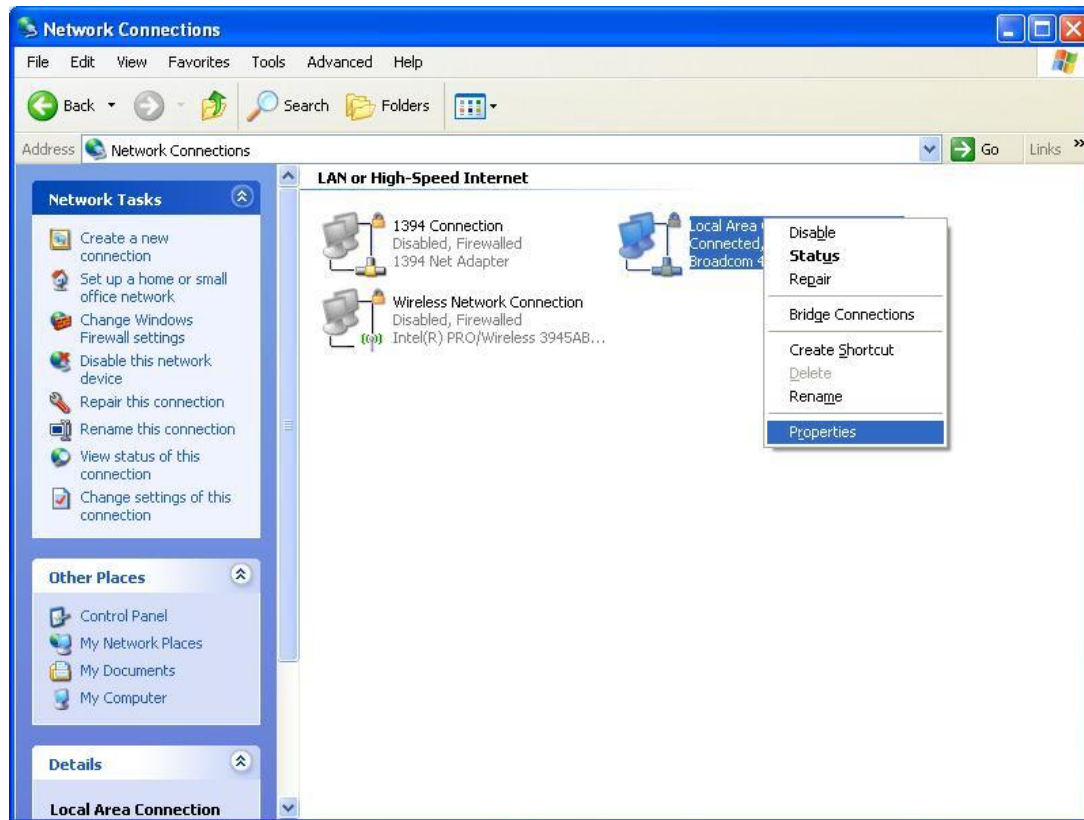 Network Connections
File Edit View Favorites Tools Advanced Help
Back Search Folders
Address Network Connections Go Links »
Network Tasks
Create a new
connection
Set up a home or small
office network
Change Windows
Firewall settings
Disable this network
device
Repair this connection
Rename this connection
View status of this
connection
Change settings of this
connection
Other Places
Control Panel
My Network Places
My Documents
My Computer
Details
Local Area Connection
LAN or High-Speed Internet
1394 Connection
Disabled, Firewalled
1394 Net Adapter
Wireless Network Connection
Disabled, Firewalled
Intel(R) PRO/Wireless 3945AB...
Local Area
Connected,
Broadcom 4
Disable
Status
Repair
Bridge Connections
Create Shortcut
Delete
Rename
Properties